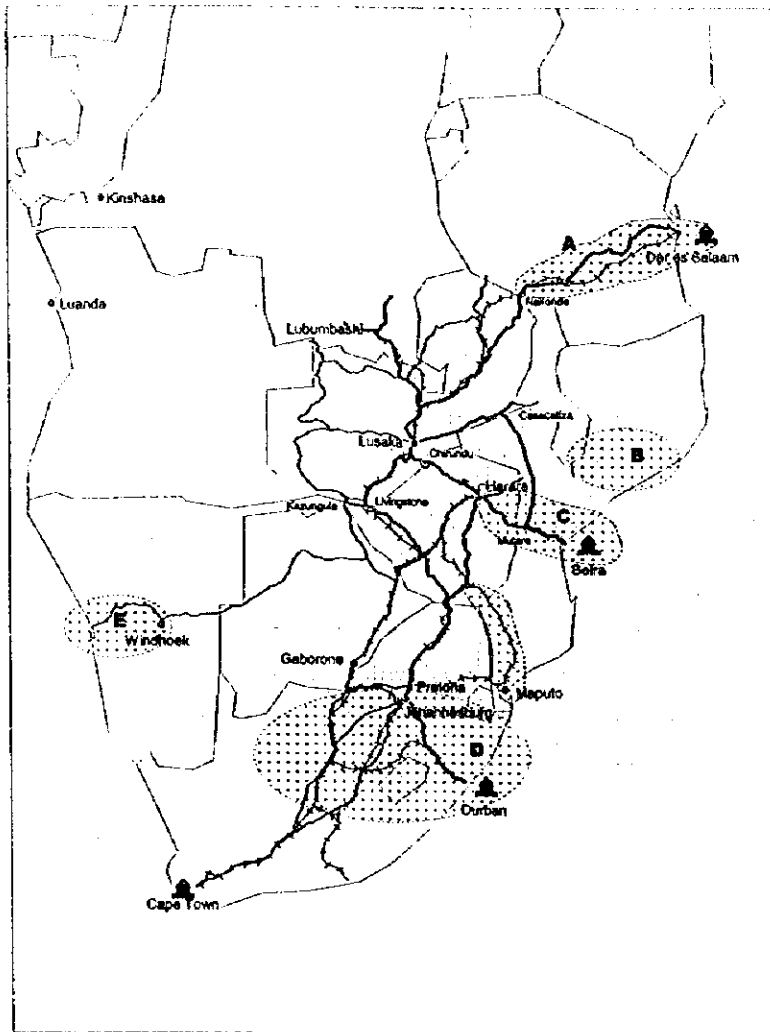 Kinshasa
A
Dar es Salaam
Luanda
Nakonde
Lubumbashi
Cassacatiza
Lusaka
Chirundu
B
Harare
Kazungula
Livingstone
C
Mutare
Beira
E
Windhoek
Gaborone
Pretoria
Maputo
Johannesburg
D
Durban
Cape Town